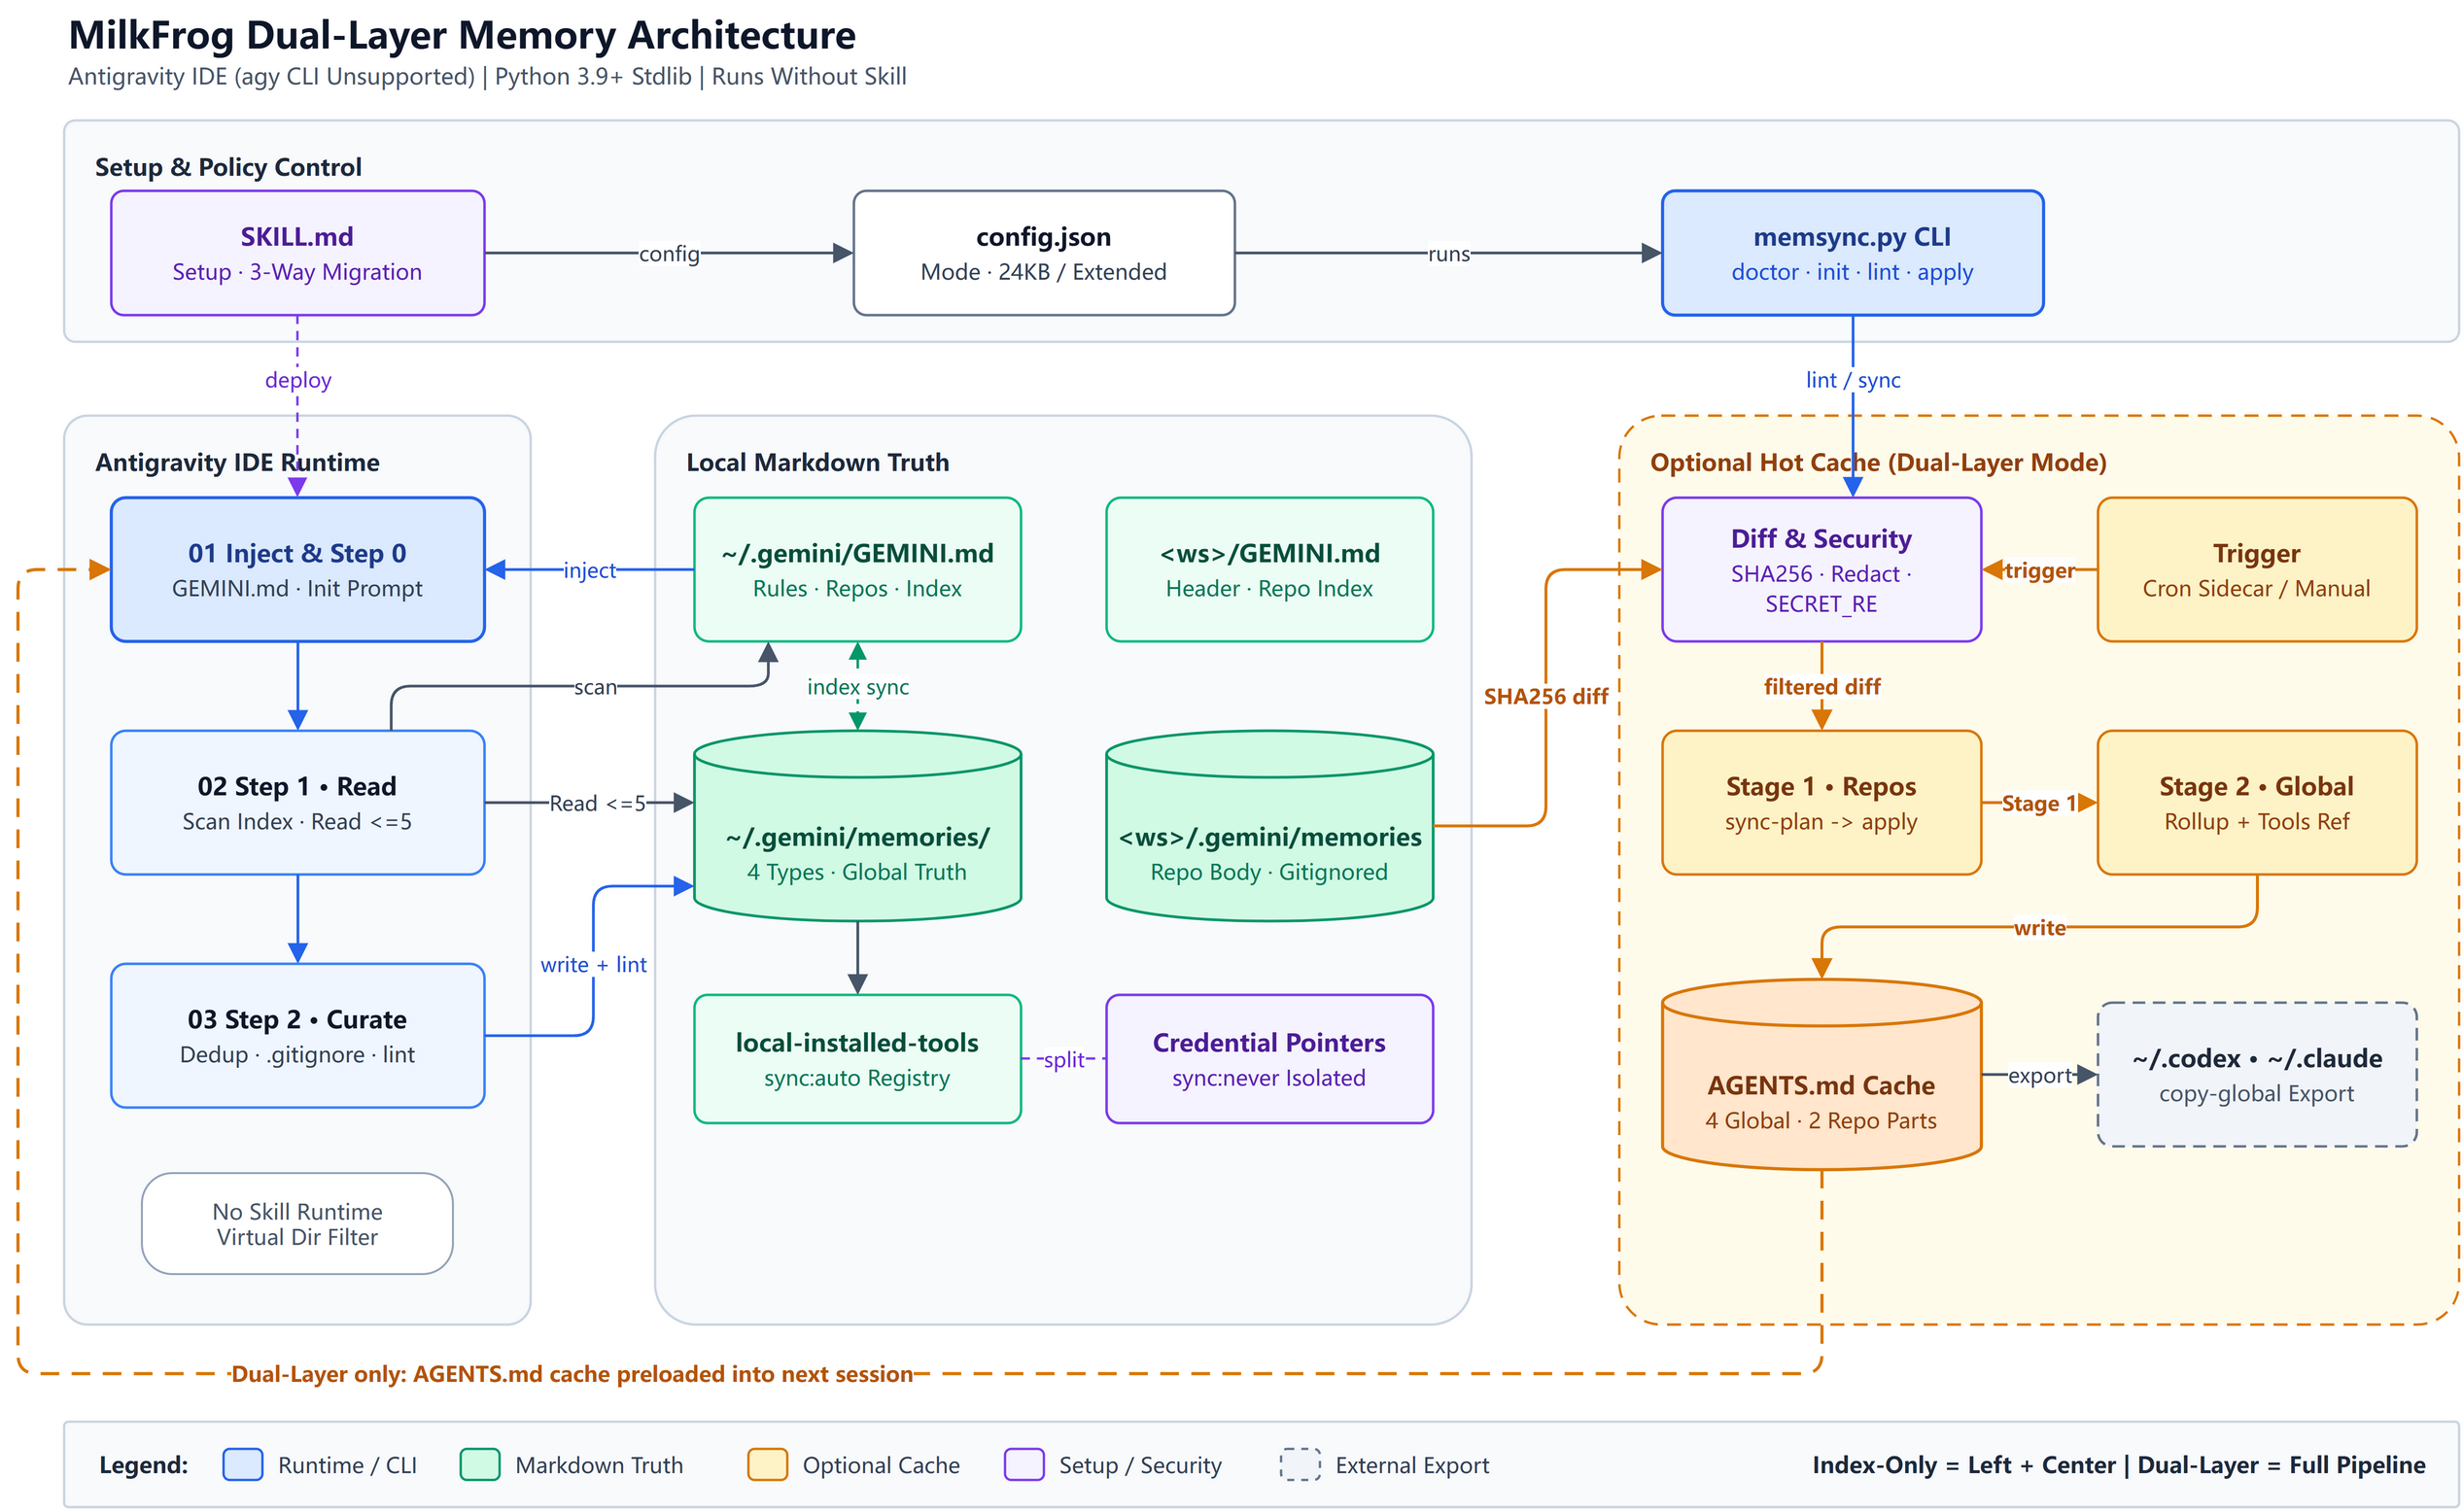 MilkFrog Dual-Layer Memory Architecture
Antigravity IDE (agy CLI Unsupported) | Python 3.9+ Stdlib | Runs Without Skill
Setup & Policy Control
SKILL.md
Setup · 3-Way Migration
config
config.json
Mode · 24KB / Extended
runs
memsync.py CLI
doctor · init · lint · apply
deploy
lint / sync
Antigravity IDE Runtime
01 Inject & Step 0
GEMINI.md · Init Prompt
02 Step 1 • Read
Scan Index · Read <=5
03 Step 2 • Curate
Dedup · .gitignore · lint
No Skill Runtime
Virtual Dir Filter
inject
scan
Read <=5
write + lint
Local Markdown Truth
~/.gemini/GEMINI.md
Rules · Repos · Index
<ws>/GEMINI.md
Header · Repo Index
index sync
~/.gemini/memories/
4 Types · Global Truth
<ws>/.gemini/memories
Repo Body · Gitignored
local-installed-tools
sync:auto Registry
split
Credential Pointers
sync:never Isolated
SHA256 diff
Optional Hot Cache (Dual-Layer Mode)
Diff & Security
SHA256 · Redact ·
SECRET_RE
trigger
Trigger
Cron Sidecar / Manual
filtered diff
Stage 1 • Repos
sync-plan -> apply
Stage 1
Stage 2 • Global
Rollup + Tools Ref
write
AGENTS.md Cache
4 Global · 2 Repo Parts
export
~/.codex • ~/.claude
copy-global Export
Dual-Layer only: AGENTS.md cache preloaded into next session
Legend:
Runtime / CLI
Markdown Truth
Optional Cache
Setup / Security
External Export
Index-Only = Left + Center | Dual-Layer = Full Pipeline